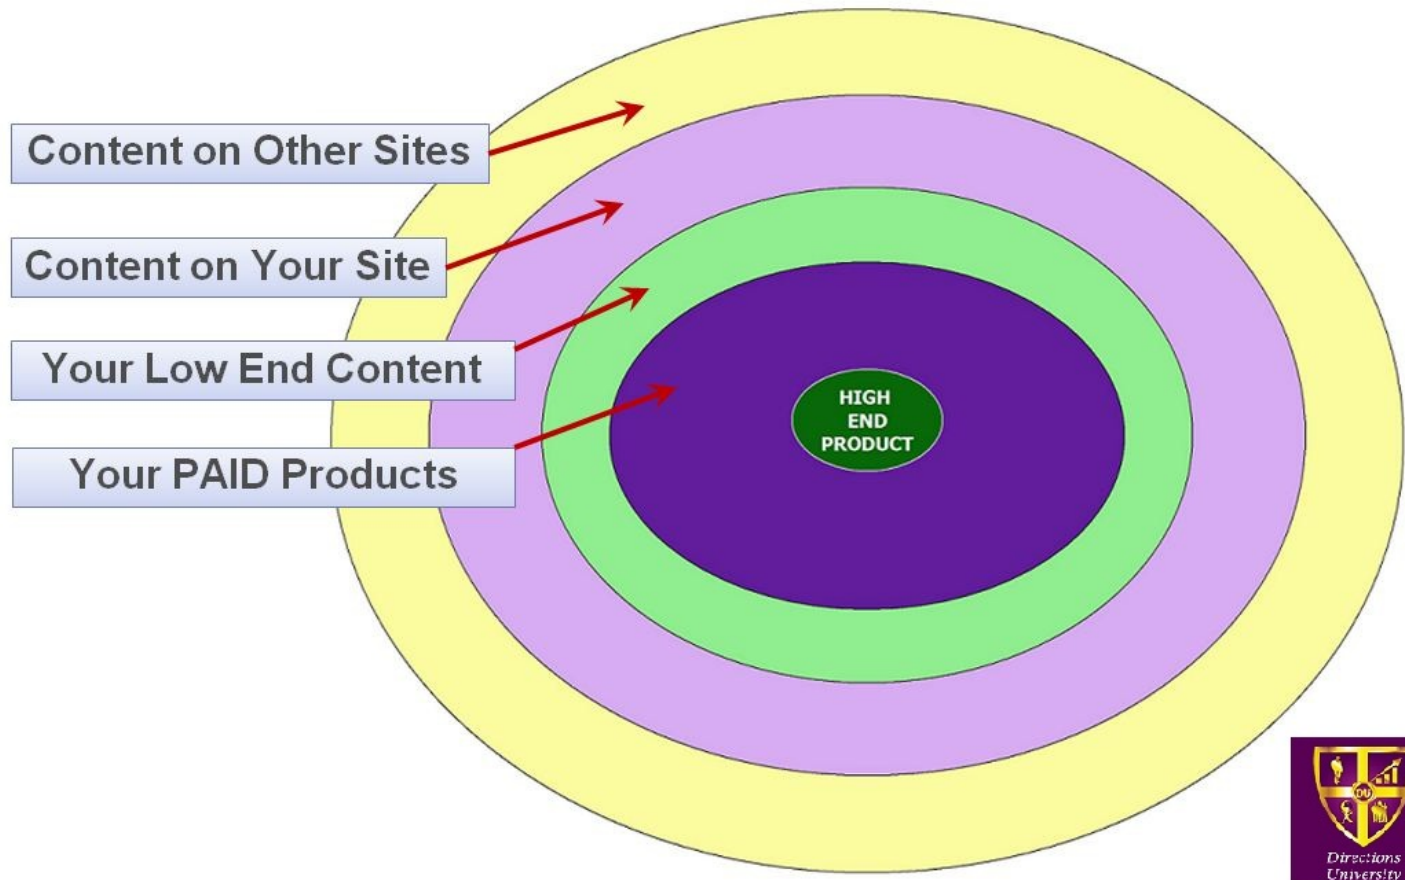 Content on Other Sites
Content on Your Site
Your Low End Content
Your PAID Products
HIGH
END
PRODUCT
DU
Directions
University